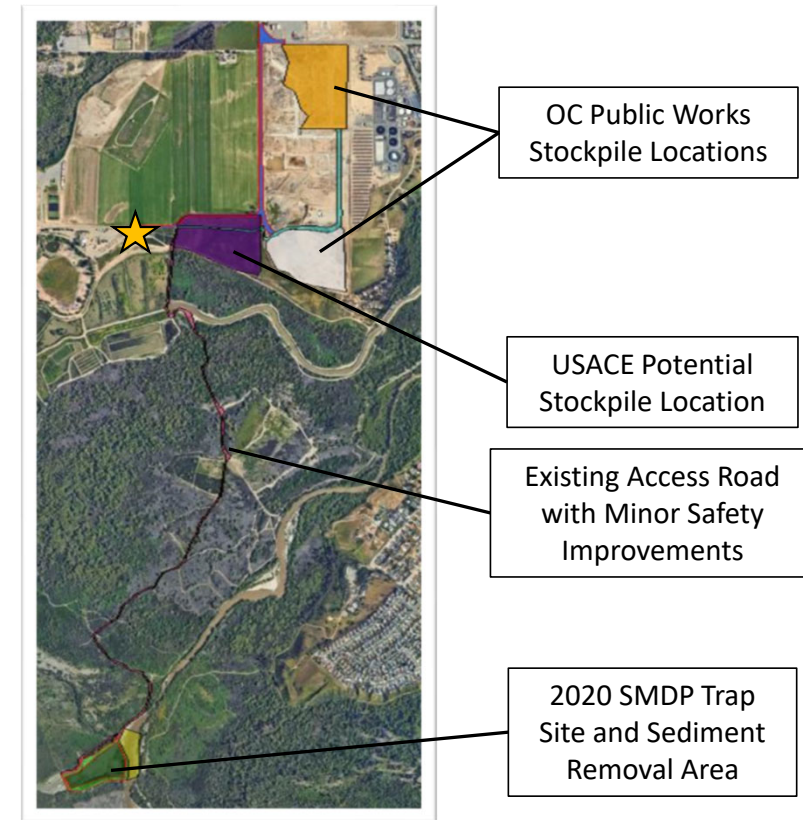 OC Public Works
Stockpile Locations
USACE Potential
Stockpile Location
Existing Access Road
with Minor Safety
Improvements
2020 SMDP Trap
Site and Sediment
Removal Area